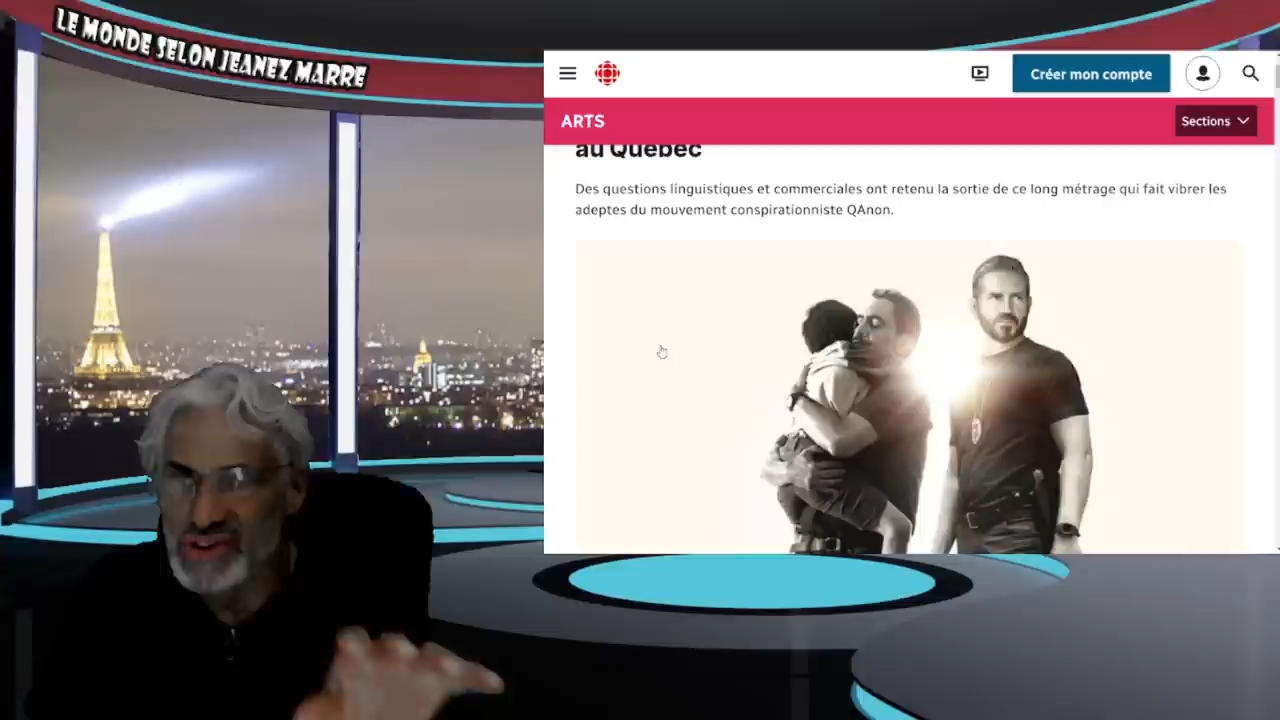 LE MONDE SELON JEANEZ MARRE
Créer mon compte
ARTS
Sections
au Québec
Des questions linguistiques et commerciales ont retenu la sortie de ce long métrage qui fait vibrer les
adeptes du mouvement conspirationniste QAnon.